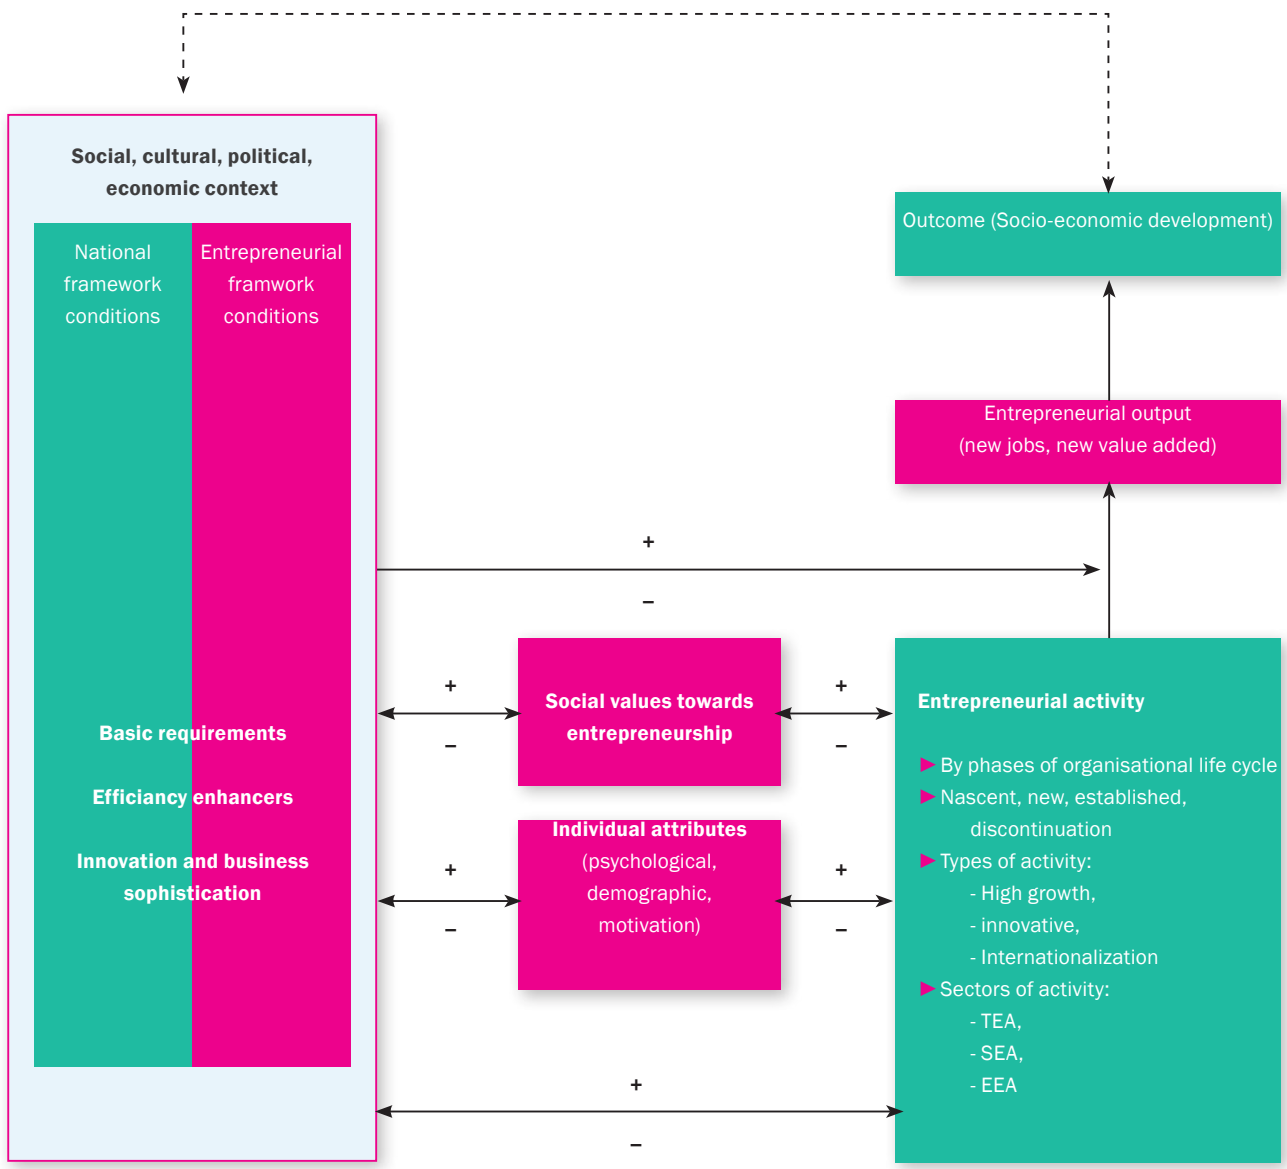 Social, cultural, political,
economic context
National
framework
conditions
Entrepreneurial
framwork
conditions
Basic requirements
Efficiancy enhancers
Innovation and business
sophistication
Outcome (Socio-economic development)
Entrepreneurial output
(new jobs, new value added)
+
–
+
–
Social values towards
entrepreneurship
+
–
+
–
Individual attributes
(psychological,
demographic,
motivation)
+
–
Entrepreneurial activity
► By phases of organisational life cycle
► Nascent, new, established,
discontinuation
► Types of activity:
- High growth,
- innovative,
- Internationalization
► Sectors of activity:
- TEA,
- SEA,
- EEA
+
–